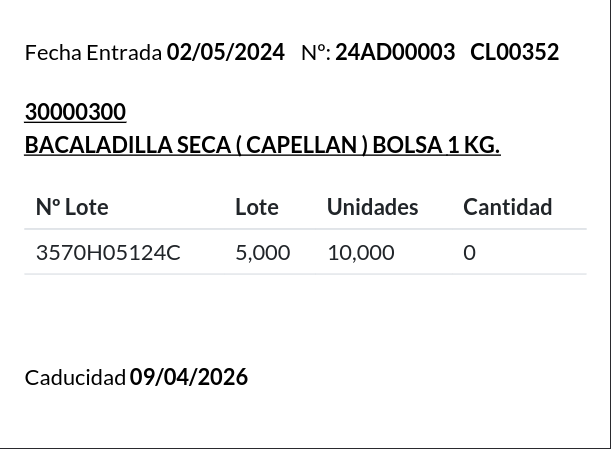 Fecha Entrada 02/05/2024 Nº: 24AD00003 CL00352
30000300
BACALADILLA SECA ( CAPELLAN ) BOLSA 1 KG.
Nº Lote Lote Unidades Cantidad
3570H05124C 5,000 10,000 0
Caducidad 09/04/2026